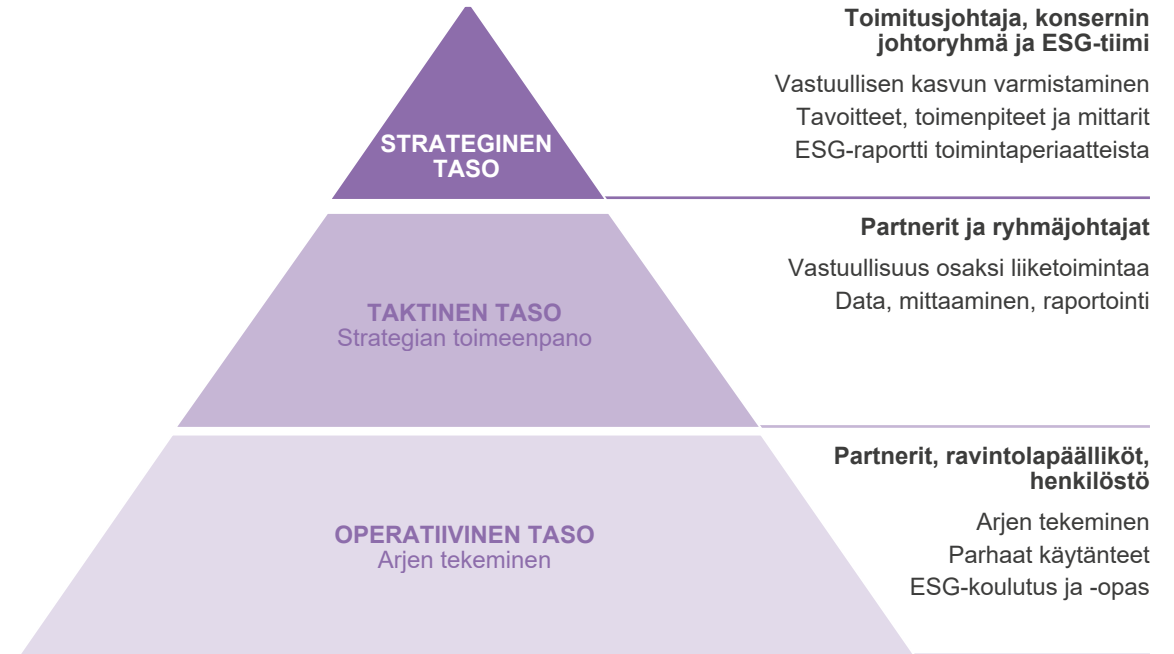 Toimitusjohtaja, konsernin
johtoryhmä ja ESG-tiimi
Vastuullisen kasvun varmistaminen
Tavoitteet, toimenpiteet ja mittarit
ESG-raportti toimintaperiaatteista
STRATEGINEN
TASO
Partnerit ja ryhmäjohtajat
Vastuullisuus osaksi liiketoimintaa
Data, mittaaminen, raportointi
TAKTINEN TASO
Strategian toimeenpano
Partnerit, ravintolapäälliköt,
henkilöstö
Arjen tekeminen
Parhaat käytänteet
ESG-koulutus ja -opas
OPERATIIVINEN TASO
Arjen tekeminen